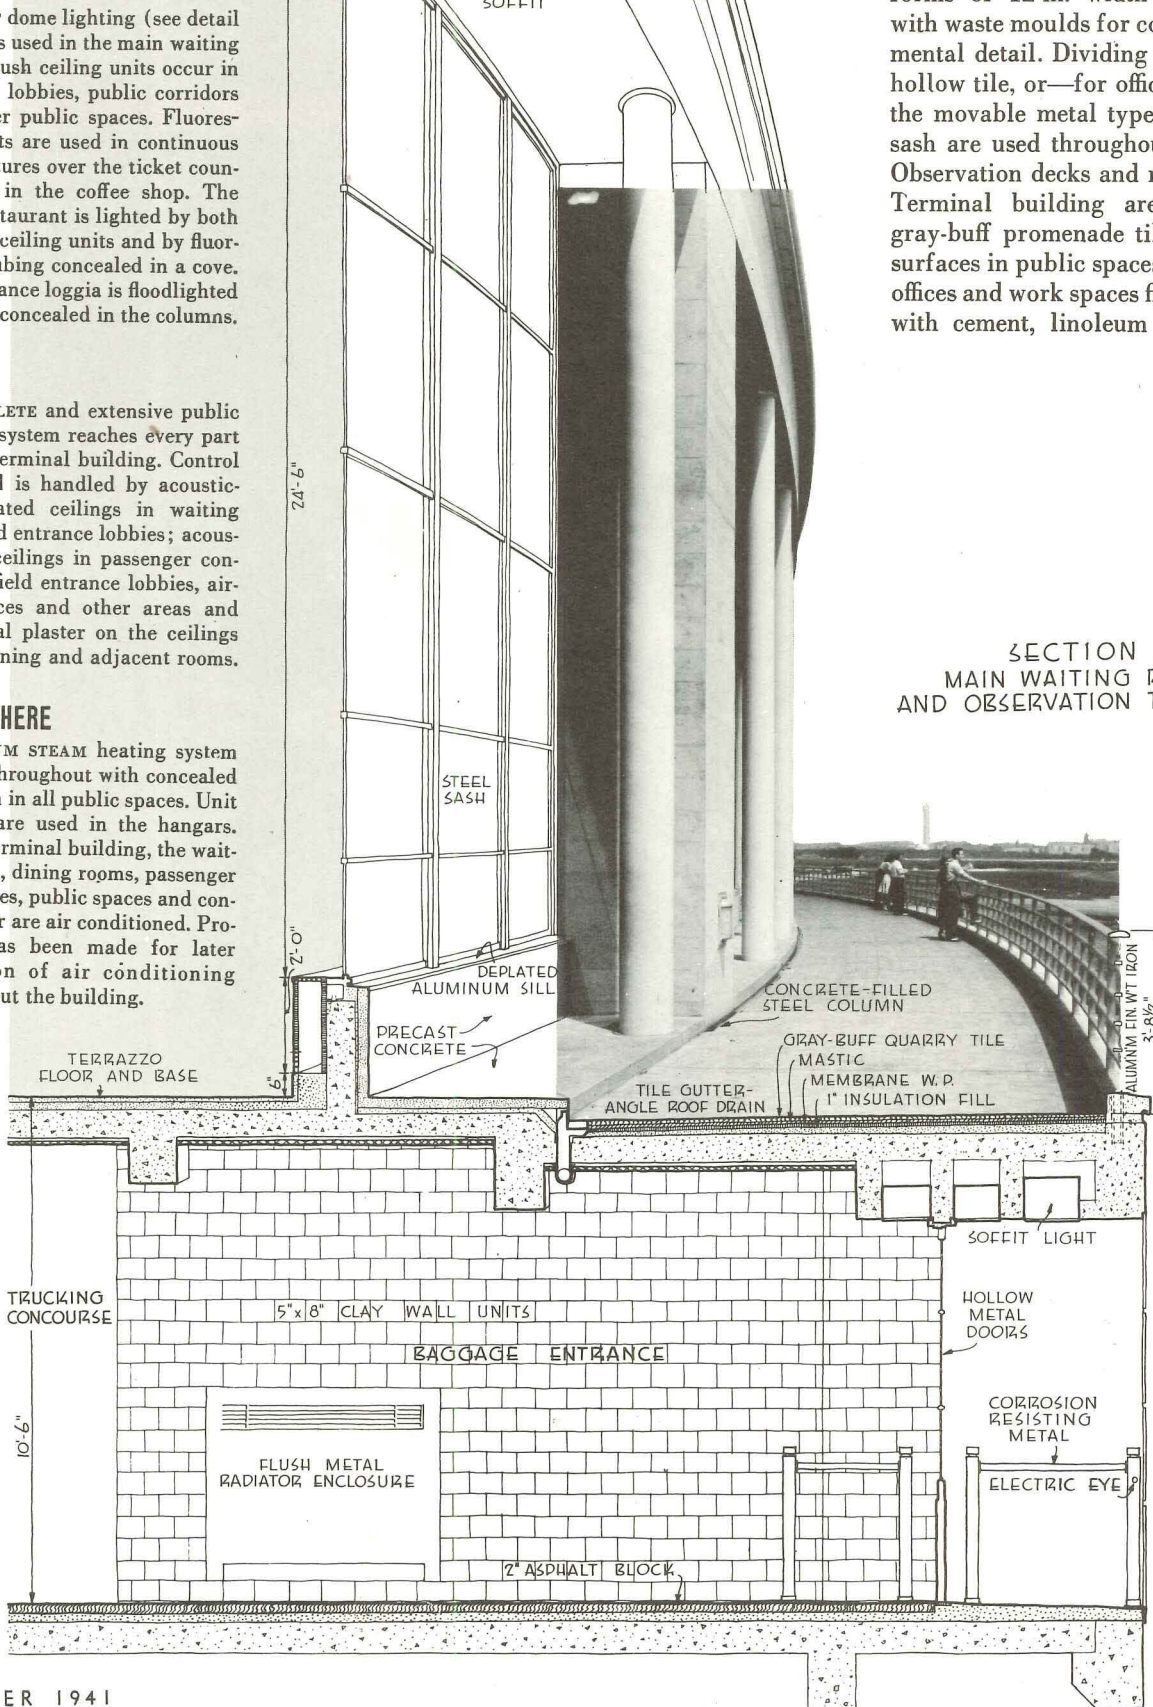 dome lighting (see detail
used in the main waiting
ush ceiling units occur in
lobbies, public corridors
r public spaces. Fluores-
ts are used in continuous
ures over the ticket coun-
in the coffee shop. The
taurant is lighted by both
ceiling units and by fluor-
bing concealed in a cove.
ance loggia is floodlighted
concealed in the columns.
LETE and extensive public
system reaches every part
erminal building. Control
is handled by acoustic-
ated ceilings in waiting
d entrance lobbies; acous-
eilings in passenger con-
ield entrance lobbies, air-
ces and other areas and
al plaster on the ceilings
ning and adjacent rooms.
HERE
M STEAM heating system
hroughout with concealed
in all public spaces. Unit
are used in the hangars.
rminal building, the wait-
, dining rooms, passenger
es, public spaces and con-
r are air conditioned. Pro-
as been made for later
n of air conditioning
ut the building.
SOFFIT
with waste moulds for co
mental detail. Dividing
hollow tile, or—for offic
the movable metal type
sash are used throughou
Observation decks and r
Terminal building are
gray-buff promenade til
surfaces in public spaces
offices and work spaces fi
with cement, linoleum
SECTION
MAIN WAITING R
AND OBSERVATION T
24'-6"
STEEL
SASH
2'-0"
DEPLATED
ALUMINUM SILL
PRECAST
CONCRETE
CONCRETE-FILLED
STEEL COLUMN
GRAY-BUFF QUARRY TILE
MASTIC
MEMBRANE W.P.
1" INSULATION FILL
TILE GUTTER-
ANGLE ROOF DRAIN
ALUMN'M FIN. WT IRON
3'-8½"
TERRAZZO
FLOOR AND BASE
6"
SOFFIT LIGHT
TRUCKING
CONCOURSE
5"x8" CLAY WALL UNITS
BAGGAGE ENTRANCE
HOLLOW
METAL
DOORS
10'-6"
CORROSION
RESISTING
METAL
FLUSH METAL
RADIATOR ENCLOSURE
ELECTRIC EYE
2" ASPHALT BLOCK
ER 1941